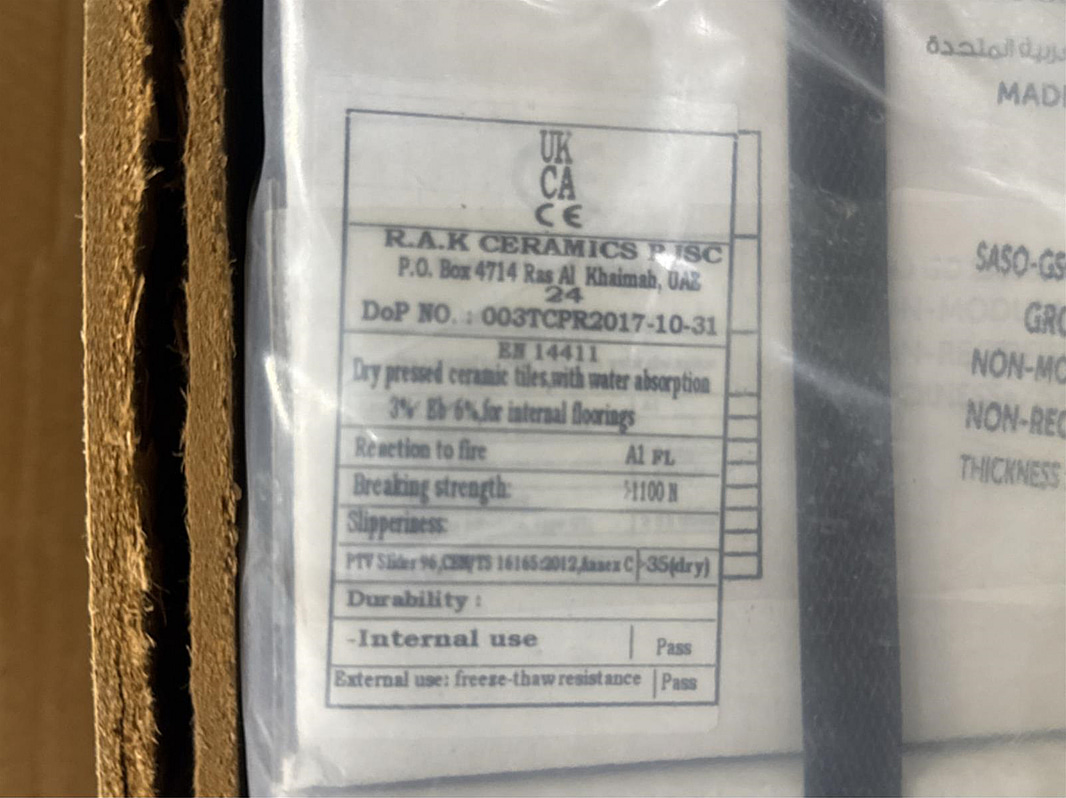 UK
CA
CE
R.A.K CERAMICS PJSC
P.O. Box 4714 Ras Al Khaimah, UAE
24
DoP NO. : 003TCPR2017-10-31
EN 14411
Dry pressed ceramic tiles,with water absorption
3%< Eb<6%,for internal floorings
Reaction to fire A1 FL
Breaking strength: >1100 N
Slipperiness:
PTV Slider 96,CEN/TS 16165:2012,Annex C >35(dry)
Durability :
-Internal use Pass
External use: freeze-thaw resistance Pass
المتحدة
MADE
SASO-GS
GRO
NON-MO
NON-REC
THICKNESS